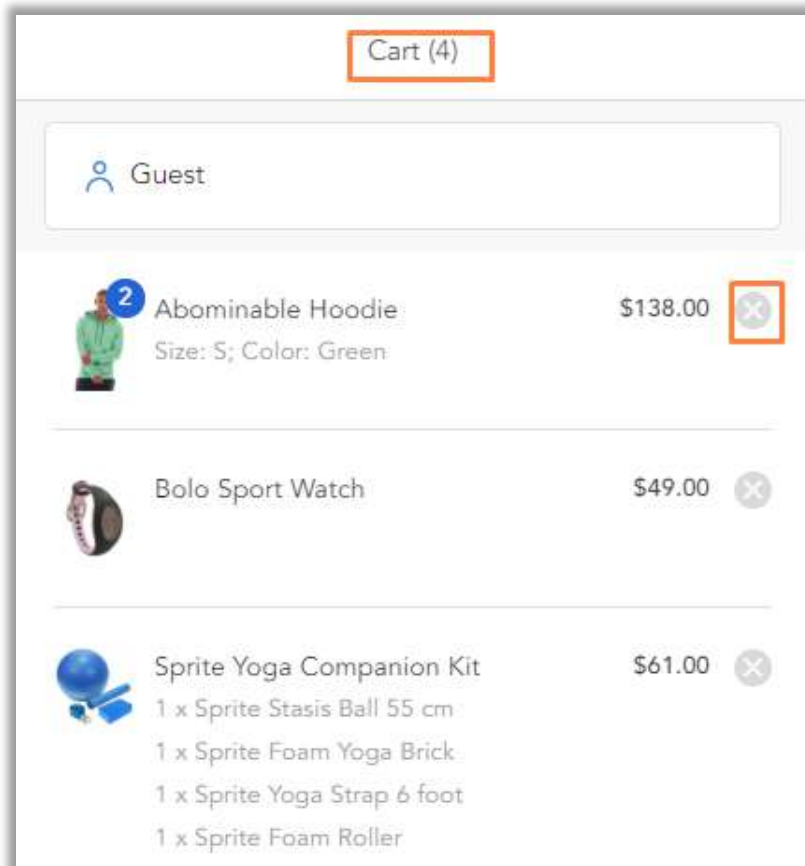 Cart (4)
Guest
2
Abominable Hoodie $138.00
Size: S; Color: Green
Bolo Sport Watch $49.00
Sprite Yoga Companion Kit $61.00
1 x Sprite Stasis Ball 55 cm
1 x Sprite Foam Yoga Brick
1 x Sprite Yoga Strap 6 foot
1 x Sprite Foam Roller